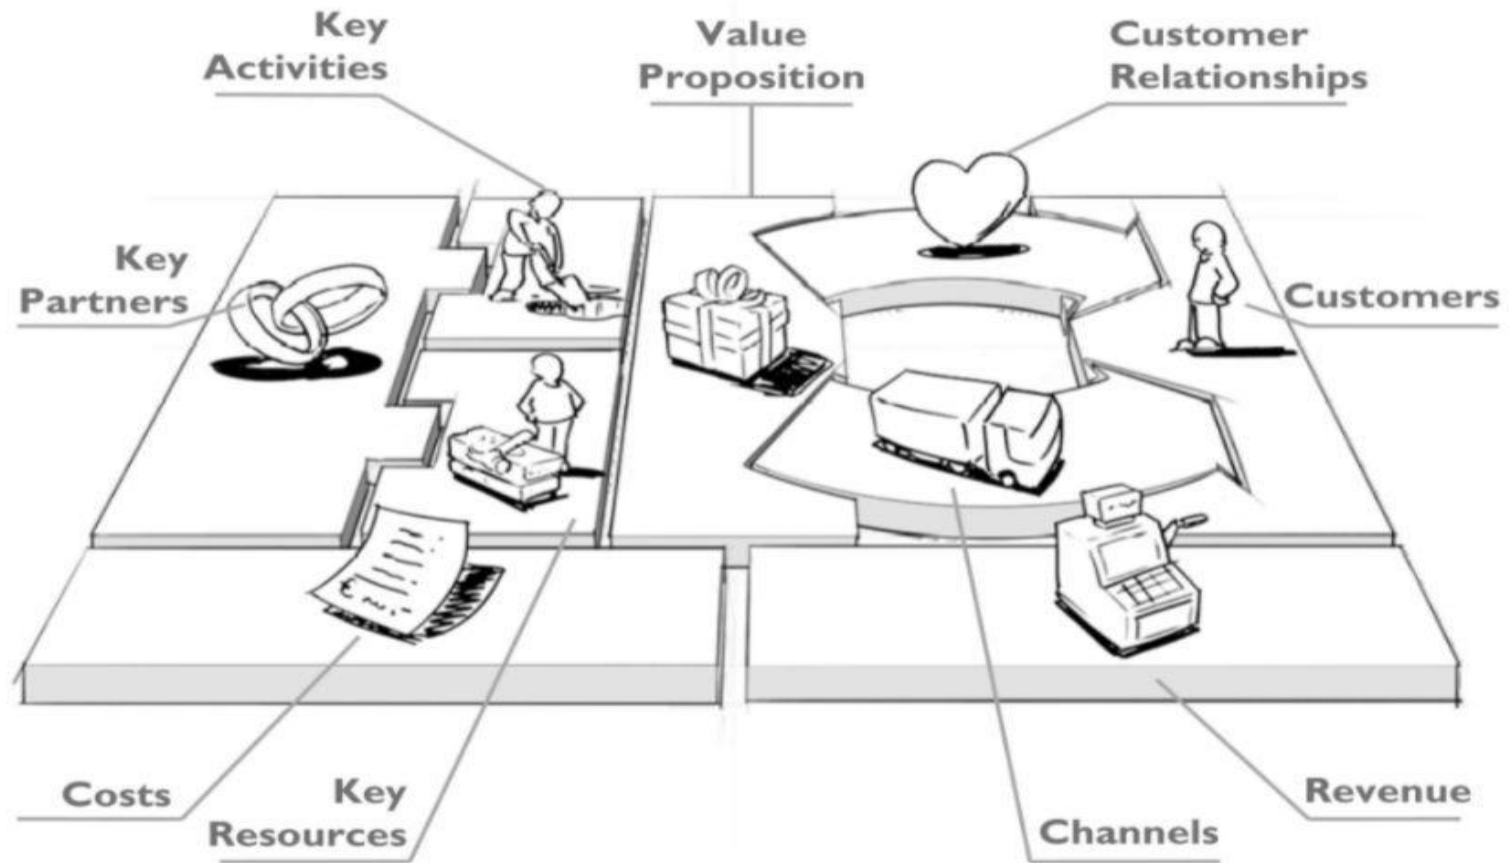 Key
Activities
Value
Proposition
Customer
Relationships
Key
Partners
Customers
Costs
Key
Resources
Channels
Revenue